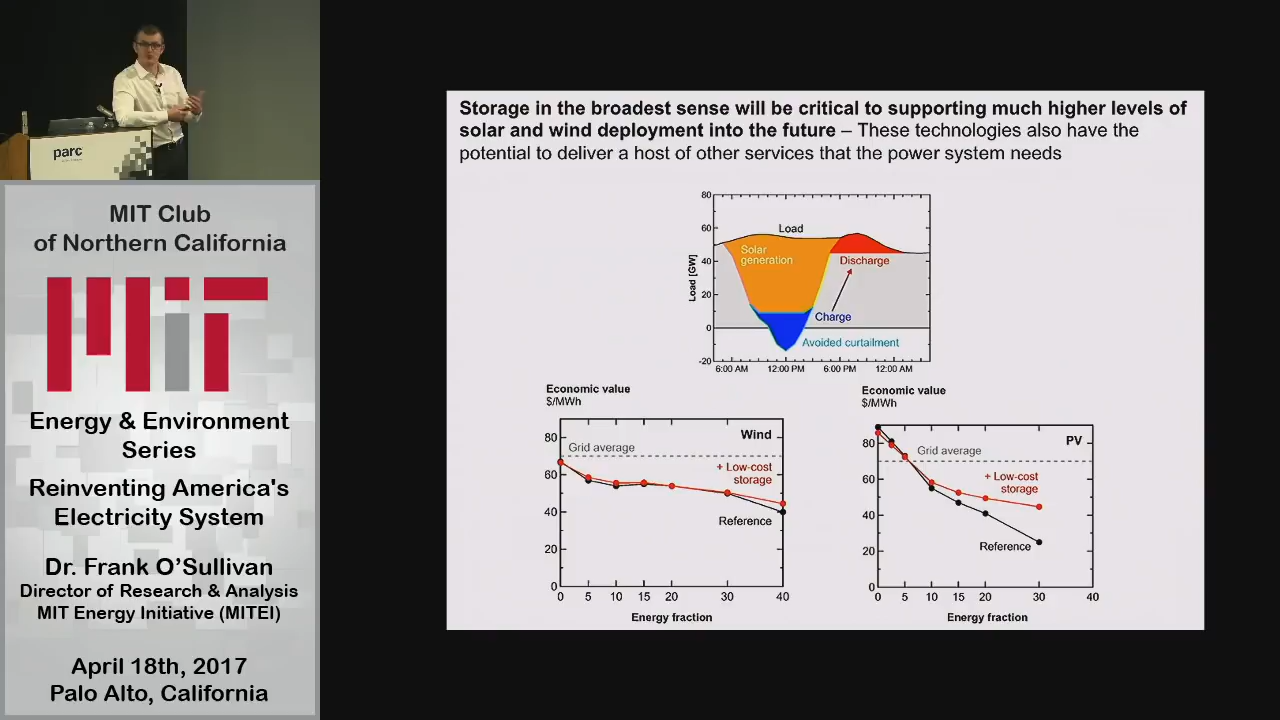 parc
MIT Club
of Northern California
MIT
Energy & Environment
Series
Reinventing America's
Electricity System
Dr. Frank O'Sullivan
Director of Research & Analysis
MIT Energy Initiative (MITEI)
April 18th, 2017
Palo Alto, California
Storage in the broadest sense will be critical to supporting much higher levels of
solar and wind deployment into the future – These technologies also have the
potential to deliver a host of other services that the power system needs
80
60
40
20
0
-20
Load [GW]
Load
Solar
generation
Discharge
Charge
Avoided curtailment
6:00 AM 12:00 PM 6:00 PM 12:00 AM
Economic value
$/MWh
80
60
40
20
0
Wind
Grid average
+ Low-cost
storage
Reference
0 5 10 15 20 30 40
Energy fraction
Economic value
$/MWh
80
60
40
20
0
PV
Grid average
+ Low-cost
storage
Reference
0 5 10 15 20 30 40
Energy fraction